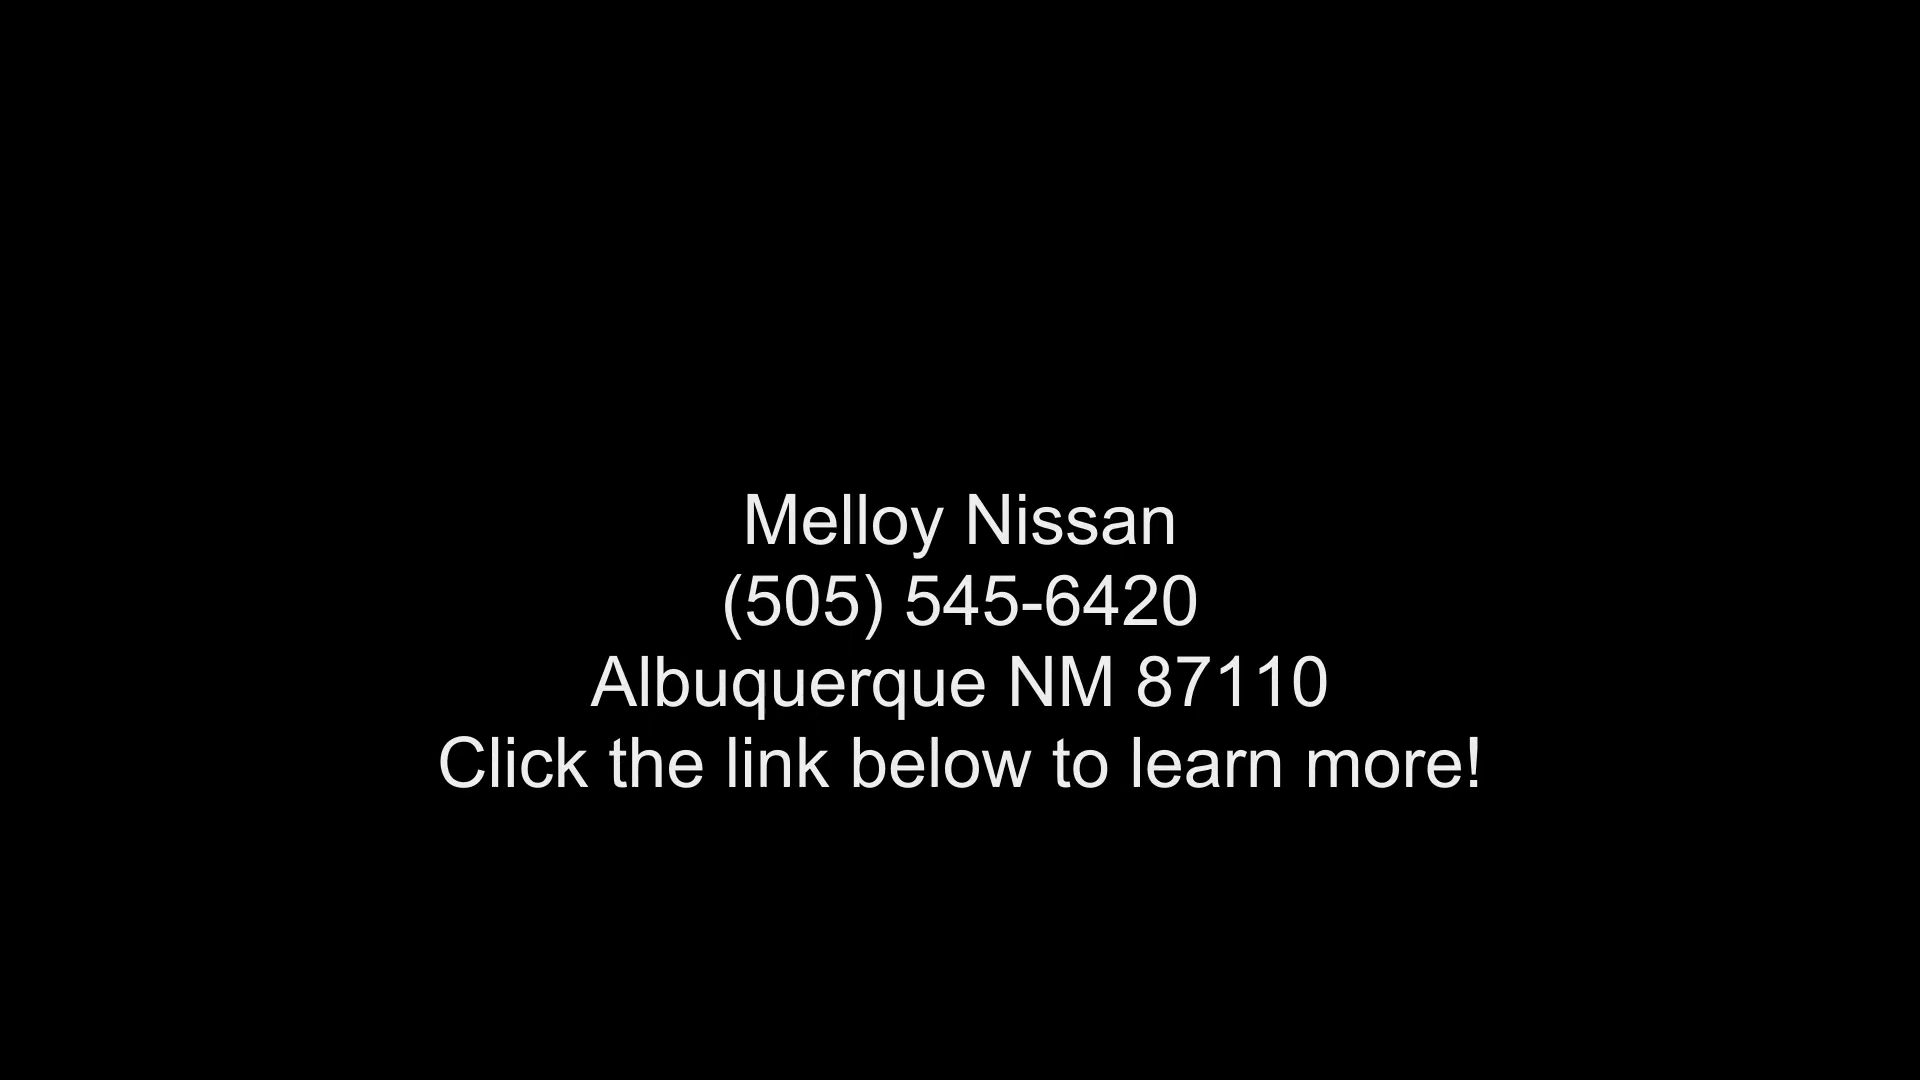 Melloy Nissan
(505) 545-6420
Albuquerque NM 87110
Click the link below to learn more!